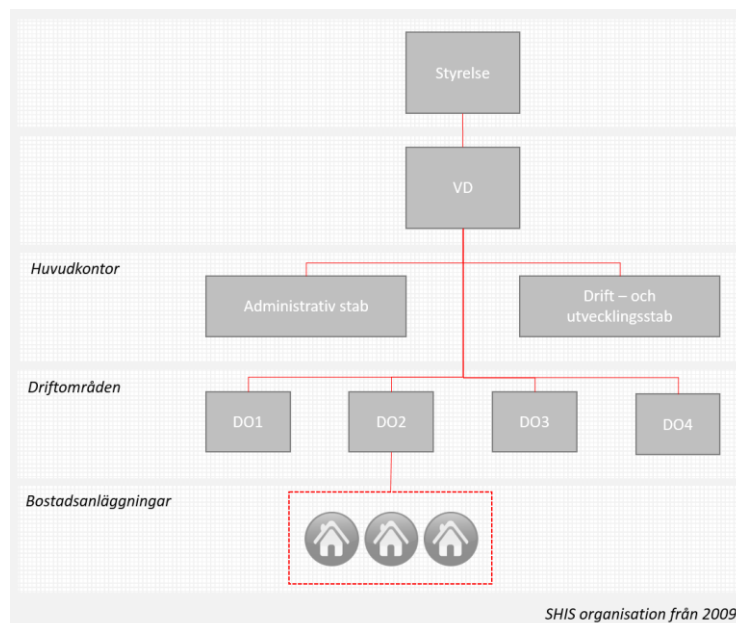 Styrelse
VD
Huvudkontor
Administrativ stab
Drift – och
utvecklingsstab
Driftområden
DO1
DO2
DO3
DO4
Bostadsanläggningar
SHIS organisation från 2009